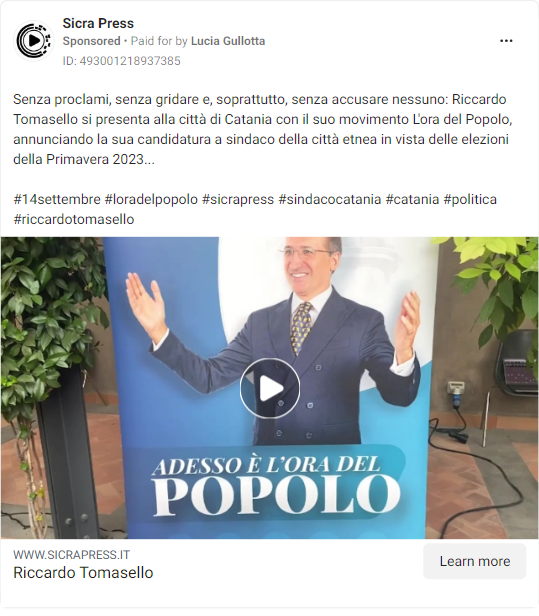 Sicra Press
Sponsored • Paid for by Lucia Gullotta
ID: 493001218937385
Senza proclami, senza gridare e, soprattutto, senza accusare nessuno: Riccardo
Tomasello si presenta alla città di Catania con il suo movimento L'ora del Popolo,
annunciando la sua candidatura a sindaco della città etnea in vista delle elezioni
della Primavera 2023...
#14settembre #loradelpopolo #sicrapress #sindacocatania #catania #politica
#riccardotomasello
ADESSO È L'ORA DEL
POPOLO
WWW.SICRAPRESS.IT
Riccardo Tomasello
Learn more